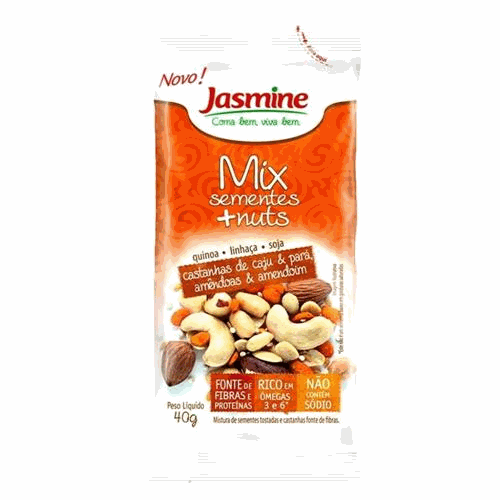 Novo!
Jasmine
Coma bem, viva bem.
Mix
sementes
+nuts
quinoa • linhaça • soja
castanhas de caju & pará,
amêndoas & amendoim
FONTE DE
FIBRAS E
PROTEÍNAS
RICO EM
ÔMEGAS
3 e 6*
NÃO
CONTÉM
SÓDIO
Peso Líquido
40g
Mistura de sementes tostadas e castanhas fonte de fibras.